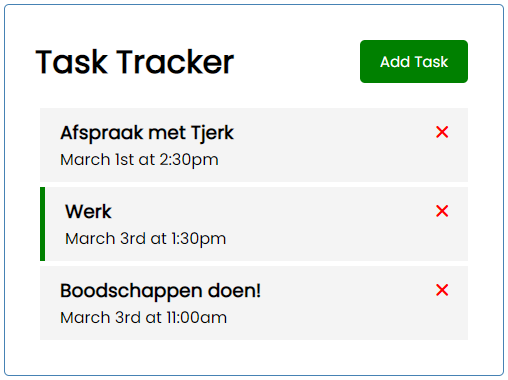 Task Tracker
Add Task
Afspraak met Tjerk
March 1st at 2:30pm
Werk
March 3rd at 1:30pm
Boodschappen doen!
March 3rd at 11:00am